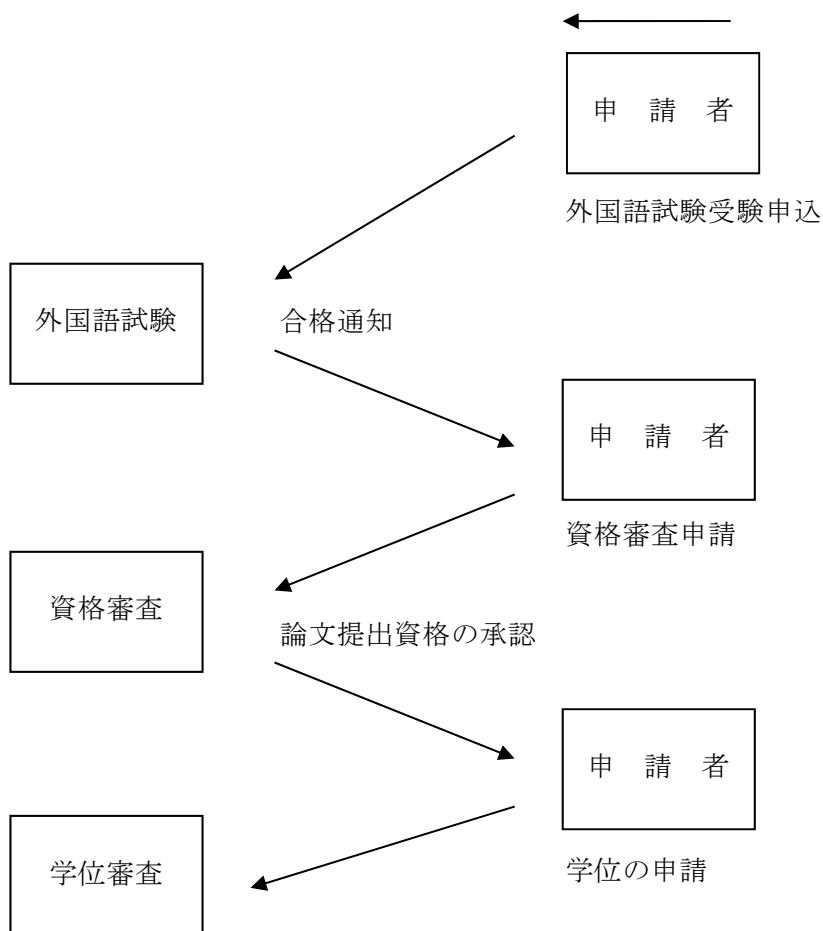 申　請　者
外国語試験受験申込
外国語試験
合格通知
申　請　者
資格審査申請
資格審査
論文提出資格の承認
申　請　者
学位審査
学位の申請